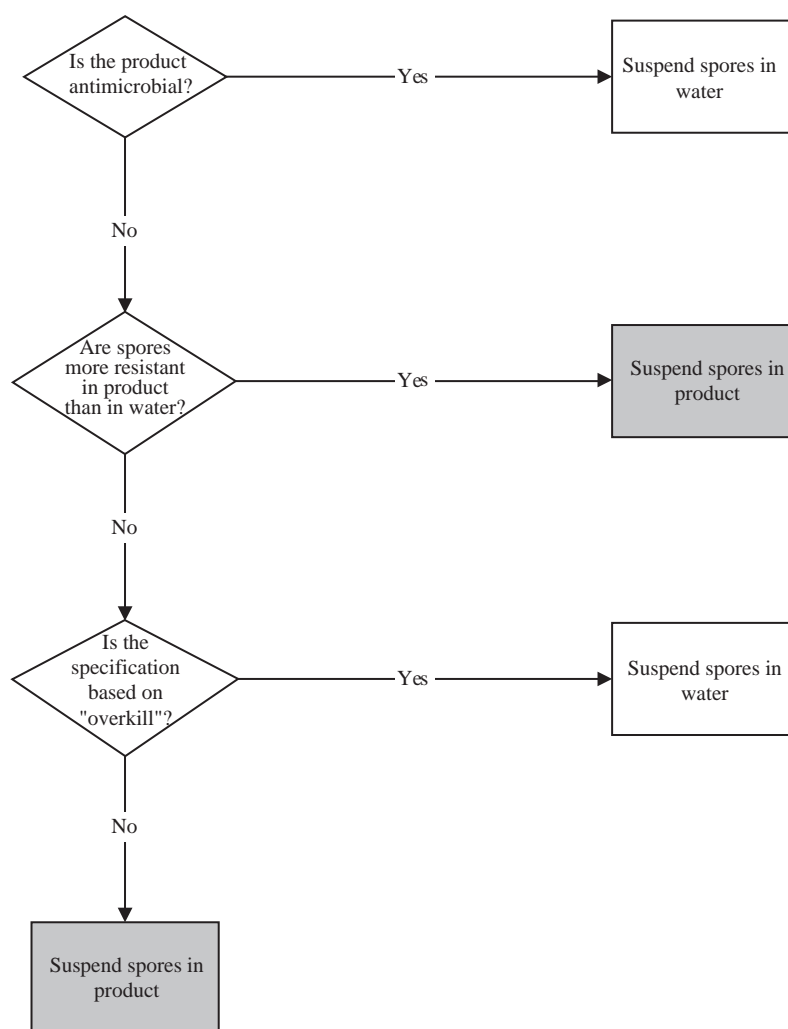 Is the product
antimicrobial?
Yes
Suspend spores in
water
No
Are spores
more resistant
in product
than in water?
Yes
Suspend spores in
product
No
Is the
specification
based on
"overkill"?
Yes
Suspend spores in
water
No
Suspend spores in
product